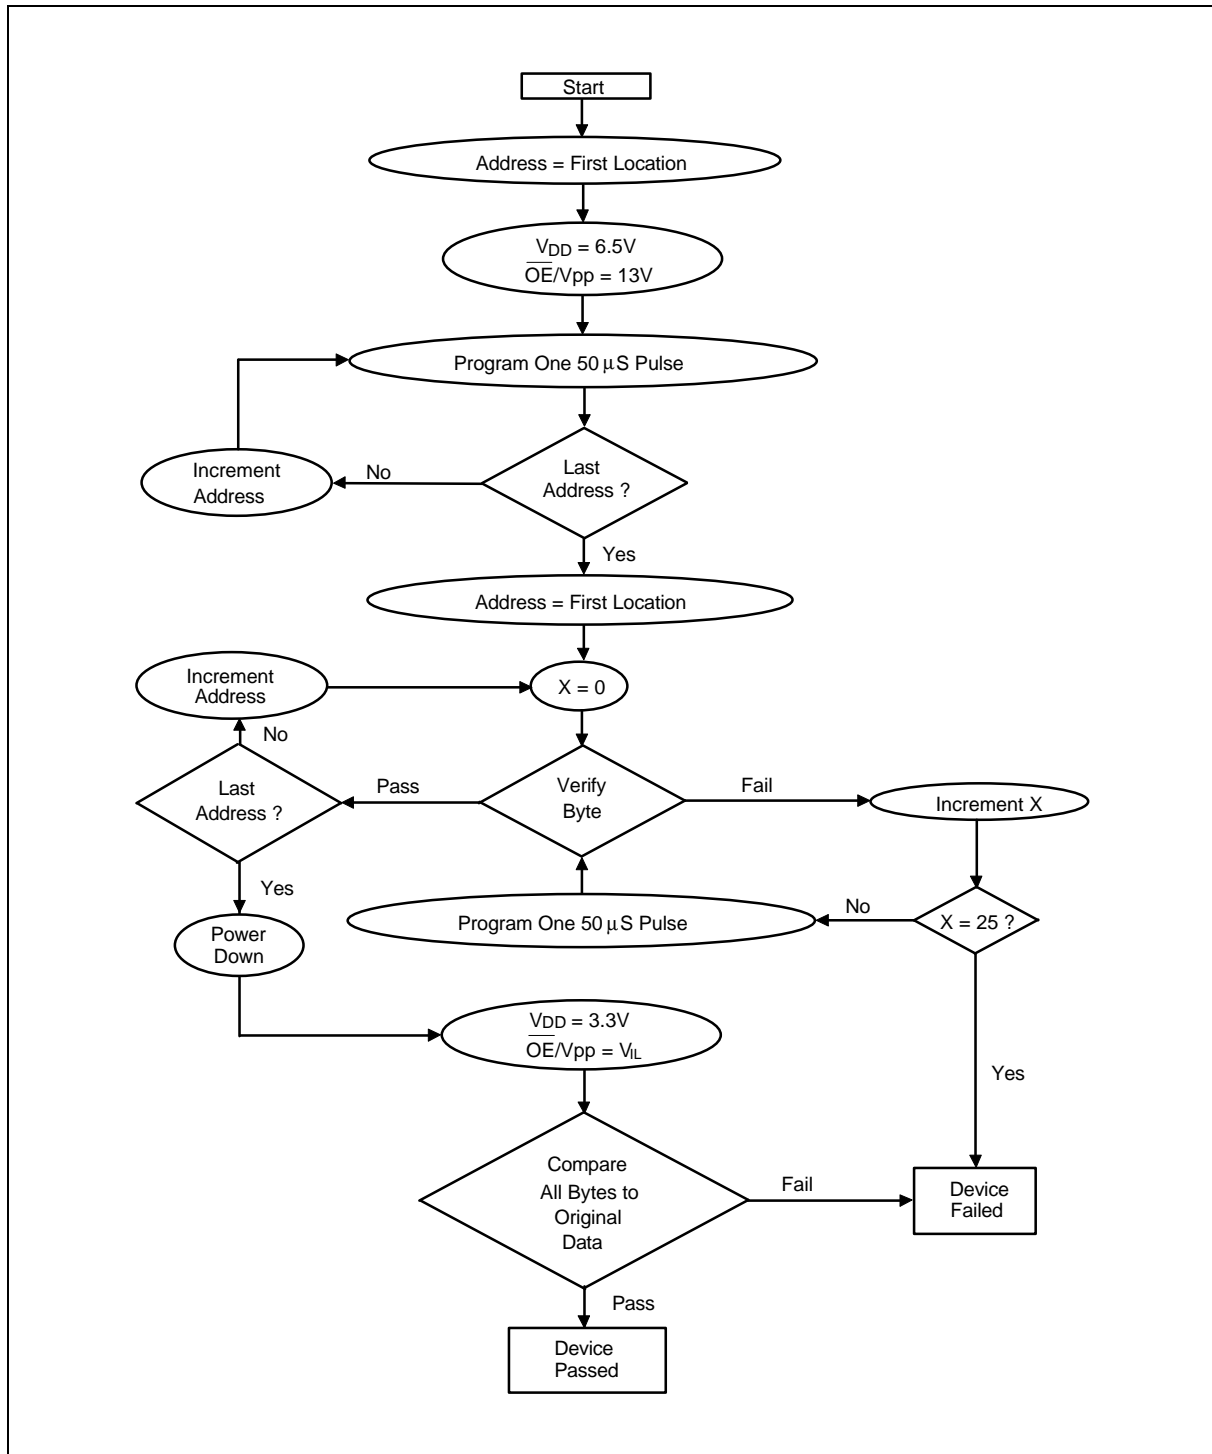 Start
Address = First Location
VDD = 6.5V
OE/Vpp = 13V
Program One 50 μS Pulse
Increment
Address
No
Last
Address ?
Yes
Address = First Location
Increment
Address
X = 0
No
Last
Address ?
Pass
Verify
Byte
Fail
Increment X
Yes
Program One 50 μS Pulse
No
X = 25 ?
Power
Down
VDD = 3.3V
OE/Vpp = VIL
Yes
Compare
All Bytes to
Original
Data
Fail
Device
Failed
Pass
Device
Passed